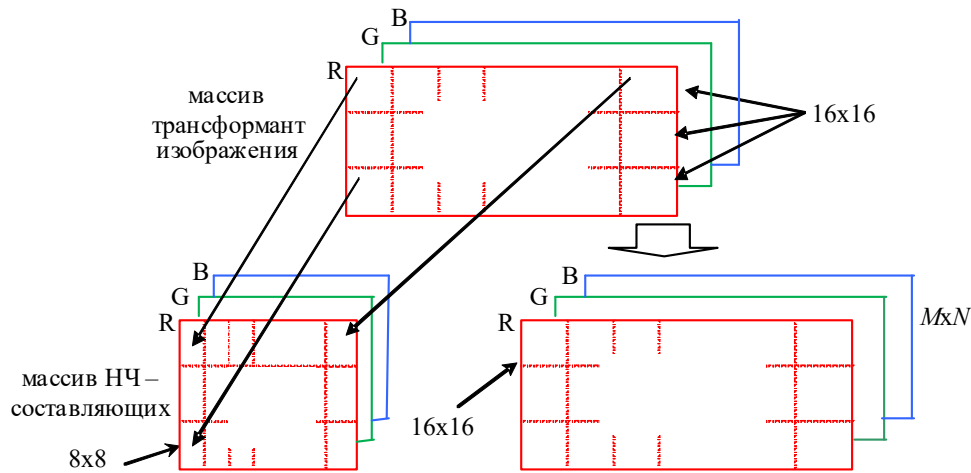 B
G
R
массив
трансформант
изображения
16x16
B
G
R
массив НЧ –
составляющих
8x8
B
G
R
MxN
16x16